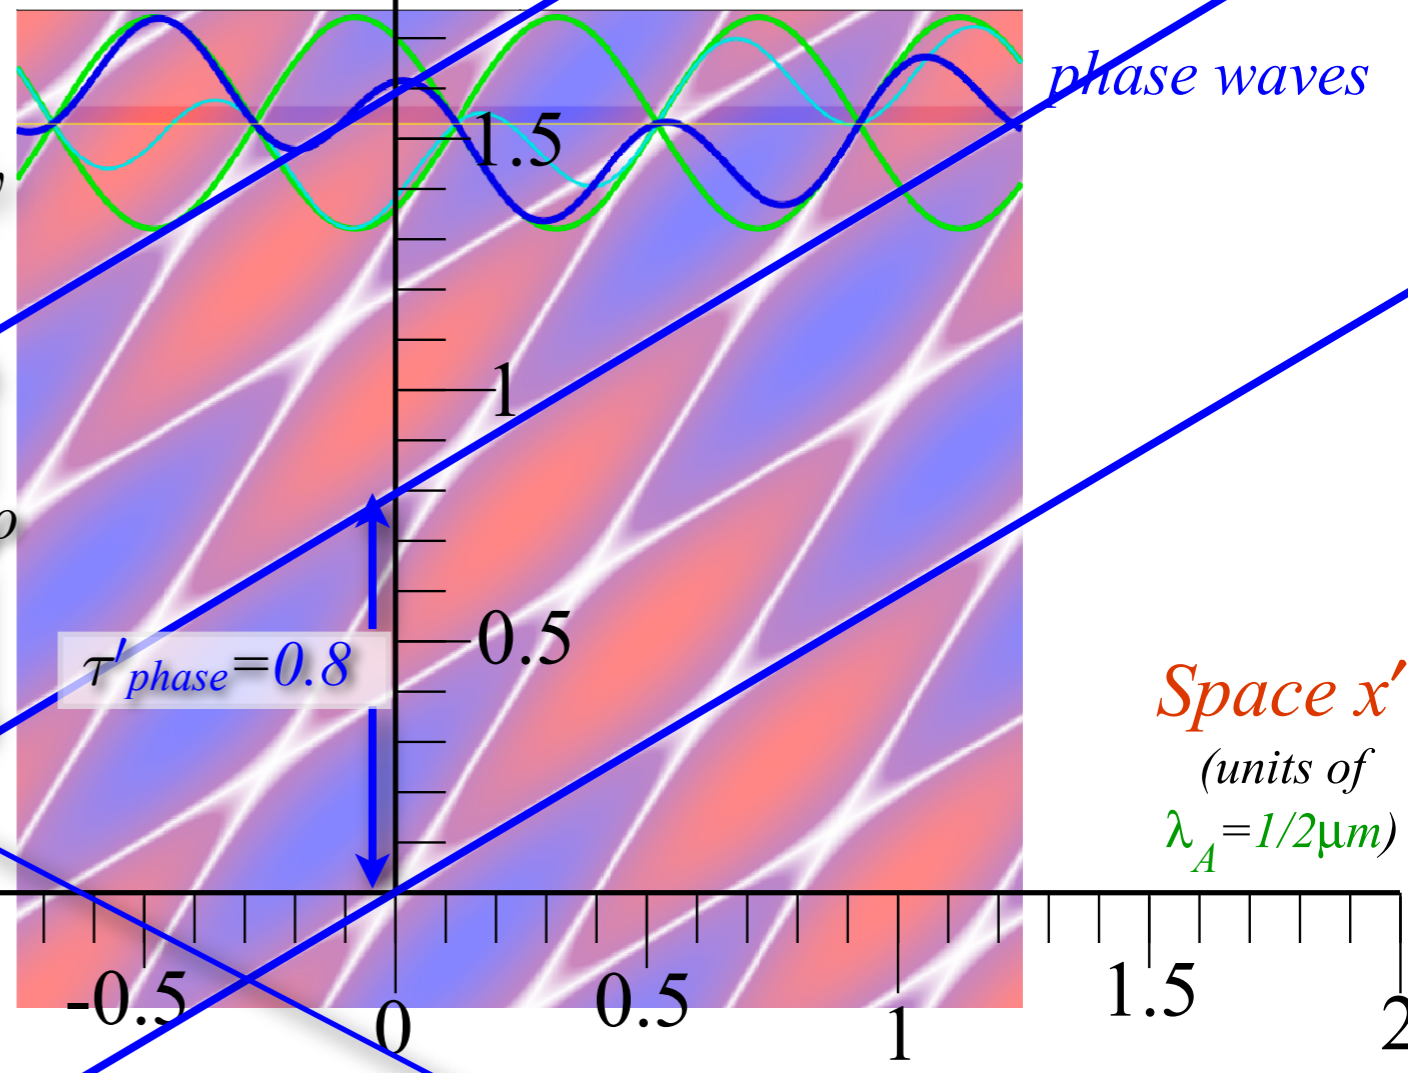 phase waves
1.5
1
0.5
τ′phase=0.8
Space x′
(units of
λA=1/2μm)
-0.5
0
0.5
1
1.5
2